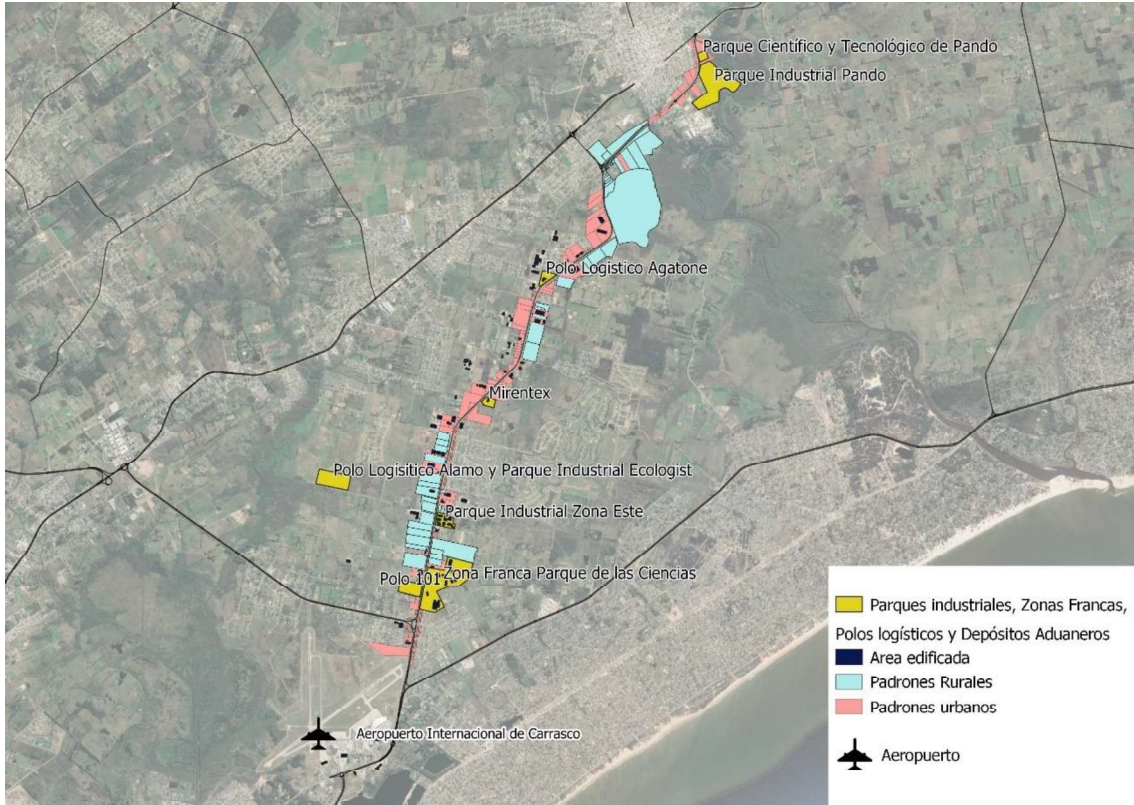 Parque Científico y Tecnológico de Pando
Parque Industrial Pando
Polo Logístico Agatone
Mirentex
Polo Logisitico Alamo y Parque Industrial Ecologist
Parque Industrial Zona Este
Polo 101
Zona Franca Parque de las Ciencias
Aeropuerto Internacional de Carrasco
Parques industriales, Zonas Francas,
Polos logísticos y Depósitos Aduaneros
Area edificada
Padrones Rurales
Padrones urbanos
Aeropuerto